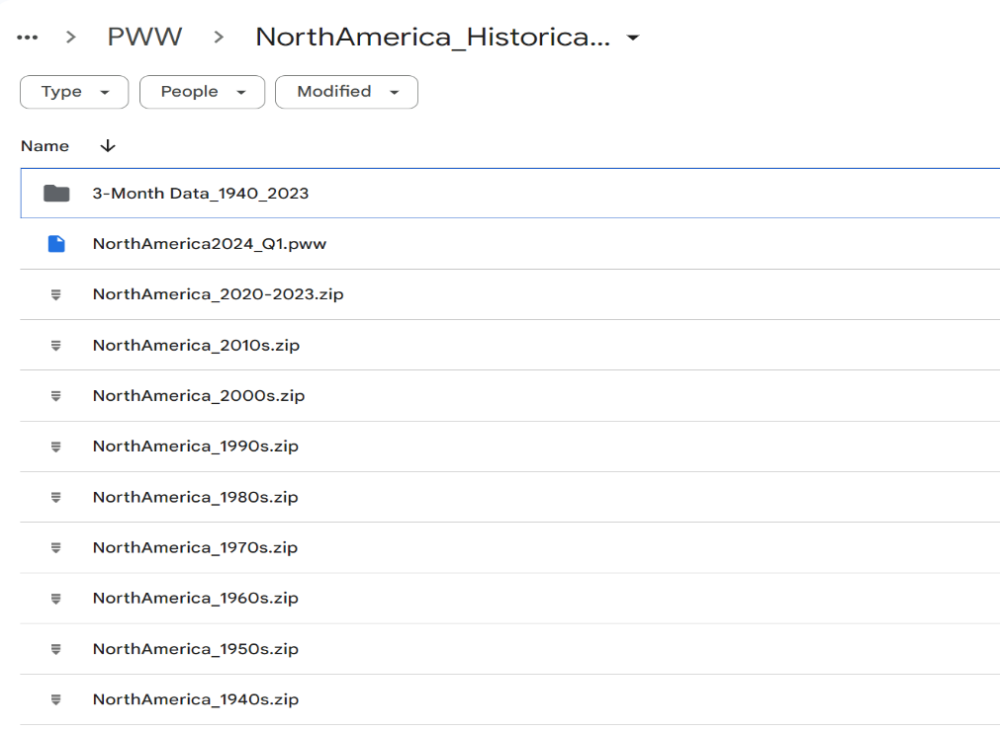 ... > PWW > NorthAmerica_Historica...
Type People Modified
Name
3-Month Data_1940_2023
NorthAmerica2024_Q1.pww
NorthAmerica_2020-2023.zip
NorthAmerica_2010s.zip
NorthAmerica_2000s.zip
NorthAmerica_1990s.zip
NorthAmerica_1980s.zip
NorthAmerica_1970s.zip
NorthAmerica_1960s.zip
NorthAmerica_1950s.zip
NorthAmerica_1940s.zip